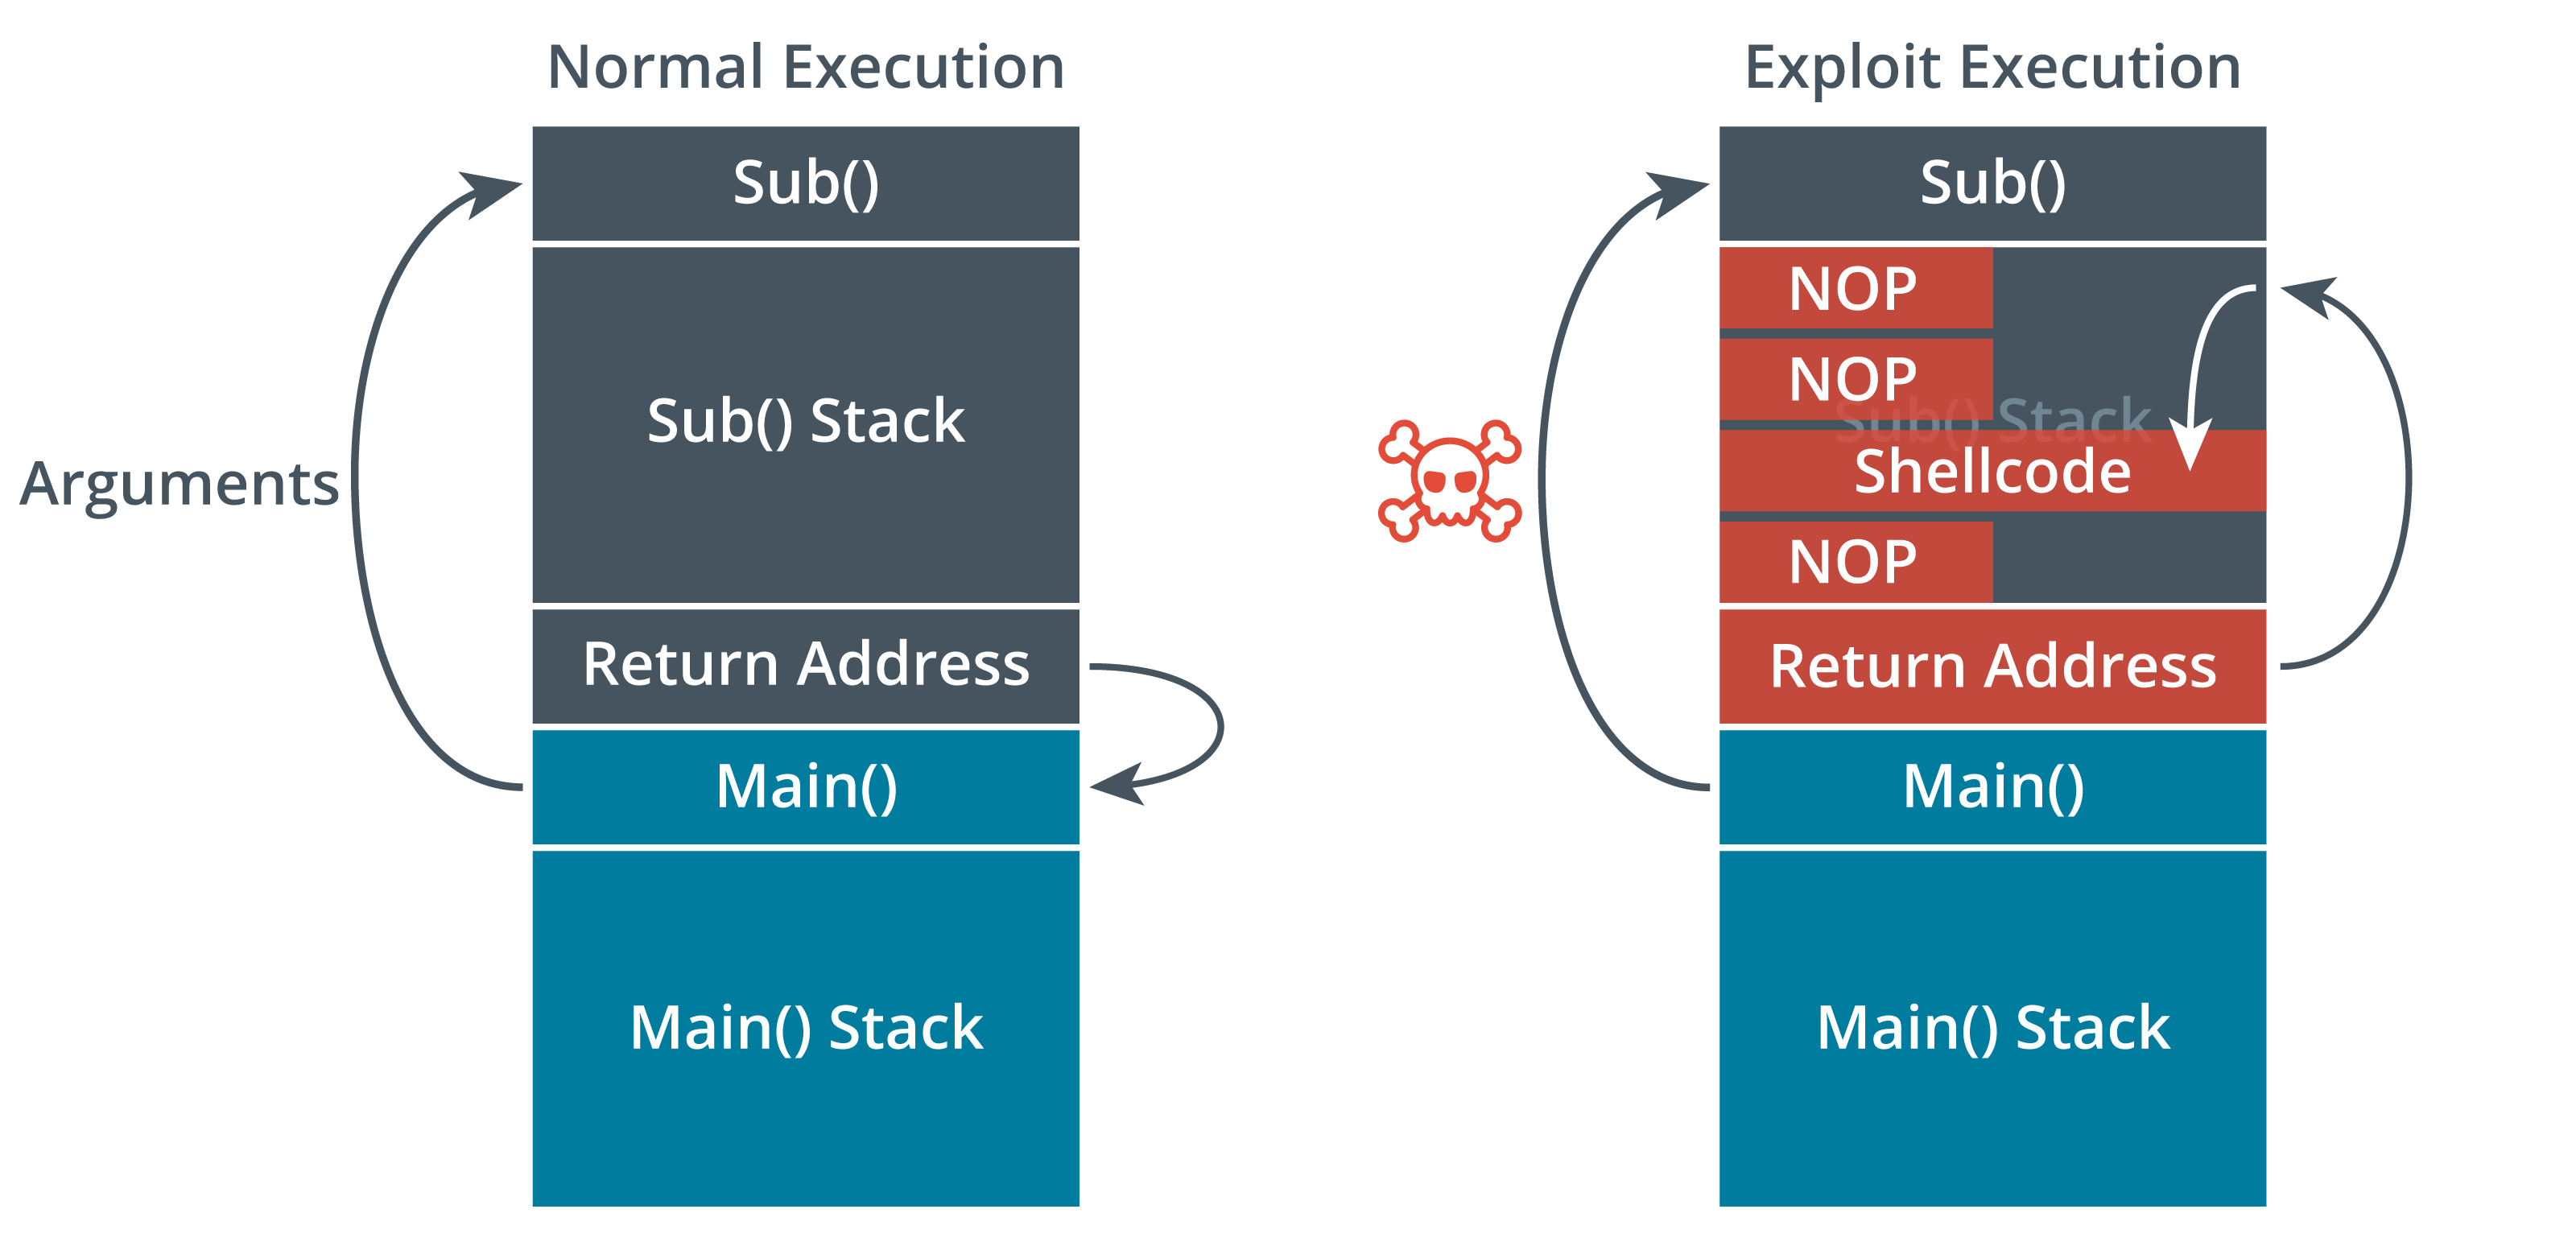 Normal Execution
Sub()
Sub() Stack
Arguments
Return Address
Main()
Main() Stack
Exploit Execution
Sub()
NOP
NOP
Sub() Stack
Shellcode
NOP
Return Address
Main()
Main() Stack